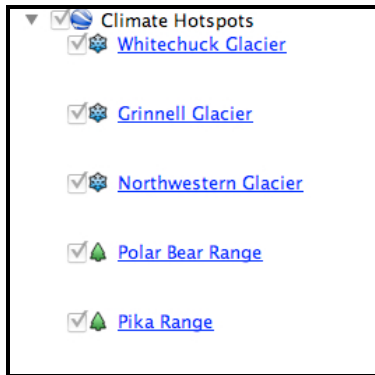 Climate Hotspots
Whitechuck Glacier
Grinnell Glacier
Northwestern Glacier
Polar Bear Range
Pika Range